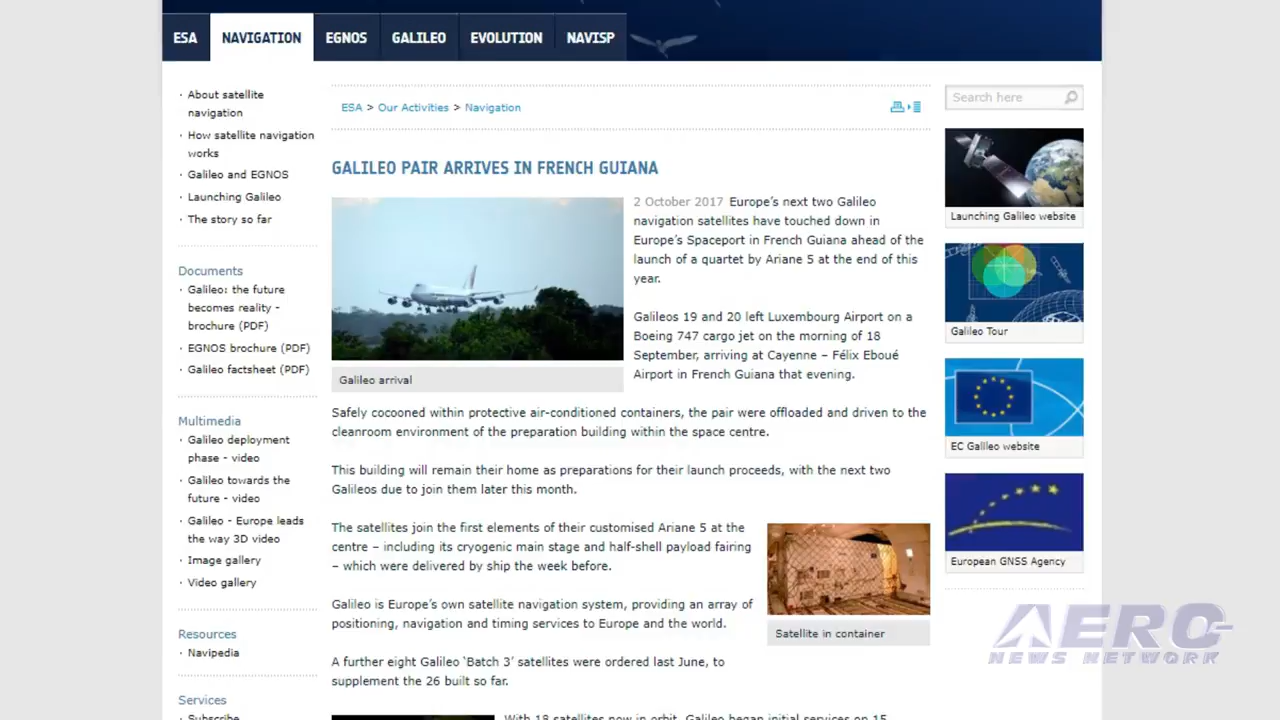 ESA NAVIGATION EGNOS GALILEO EVOLUTION NAVISP
About satellite
navigation
How satellite navigation
works
Galileo and EGNOS
Launching Galileo
The story so far
Documents
Galileo: the future
becomes reality -
brochure (PDF)
EGNOS brochure (PDF)
Galileo factsheet (PDF)
Multimedia
Galileo deployment
phase - video
Galileo towards the
future - video
Galileo - Europe leads
the way 3D video
Image gallery
Video gallery
Resources
Navipedia
Services
Subscribe
ESA > Our Activities > Navigation
GALILEO PAIR ARRIVES IN FRENCH GUIANA
2 October 2017 Europe's next two Galileo
navigation satellites have touched down in
Europe's Spaceport in French Guiana ahead of the
launch of a quartet by Ariane 5 at the end of this
year.
Galileos 19 and 20 left Luxembourg Airport on a
Boeing 747 cargo jet on the morning of 18
September, arriving at Cayenne – Félix Eboué
Airport in French Guiana that evening.
Galileo arrival
Safely cocooned within protective air-conditioned containers, the pair were offloaded and driven to the
cleanroom environment of the preparation building within the space centre.
This building will remain their home as preparations for their launch proceeds, with the next two
Galileos due to join them later this month.
The satellites join the first elements of their customised Ariane 5 at the
centre – including its cryogenic main stage and half-shell payload fairing
– which were delivered by ship the week before.
Galileo is Europe's own satellite navigation system, providing an array of
positioning, navigation and timing services to Europe and the world.
Satellite in container
A further eight Galileo 'Batch 3' satellites were ordered last June, to
supplement the 26 built so far.
With 18 satellites now in orbit, Galileo began initial services on 15
Search here
Launching Galileo website
Galileo Tour
EC Galileo website
European GNSS Agency
AERO
NEWS NETWORK